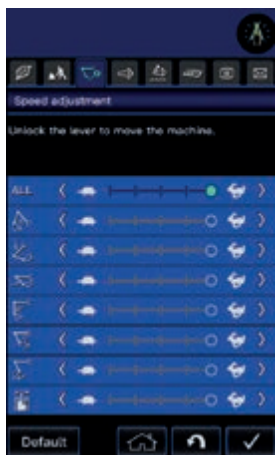 Speed adjustment
Unlock the lever to move the machine.
ALL
Default